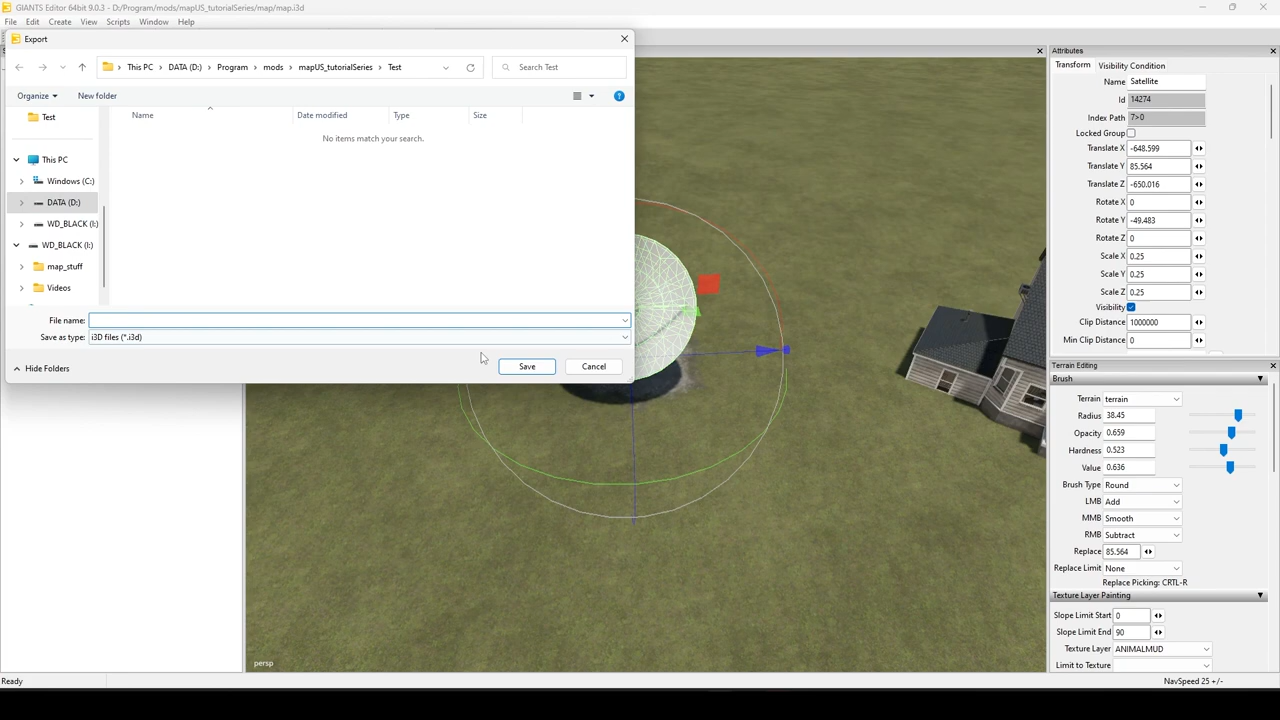 GIANTS Editor 64bit 9.0.3 - D:/Program/mods/mapUS_tutorialSeries/map/map.i3d
File Edit Create View Scripts Window Help
Export
This PC > DATA (D:) > Program > mods > mapUS_tutorialSeries > Test
Search Test
Organize
New folder
Test
This PC
Windows (C:)
DATA (D:)
WD_BLACK (I:)
WD_BLACK (I:)
map_stuff
Videos
Name Date modified Type Size
No items match your search.
File name:
Save as type: i3D files (*.i3d)
Hide Folders
Save
Cancel
persp
Attributes
Transform Visibility Condition
Name Satellite
Id 14274
Index Path 7>0
Locked Group
Translate X -648.599
Translate Y 85.564
Translate Z -650.016
Rotate X 0
Rotate Y -49.483
Rotate Z 0
Scale X 0.25
Scale Y 0.25
Scale Z 0.25
Visibility
Clip Distance 1000000
Min Clip Distance 0
Terrain Editing
Brush
Terrain terrain
Radius 38.45
Opacity 0.659
Hardness 0.523
Value 0.636
Brush Type Round
LMB Add
MMB Smooth
RMB Subtract
Replace 85.564
Replace Limit None
Replace Picking: CRTL-R
Texture Layer Painting
Slope Limit Start 0
Slope Limit End 90
Texture Layer ANIMALMUD
Limit to Texture
Ready
NavSpeed 25 +/-